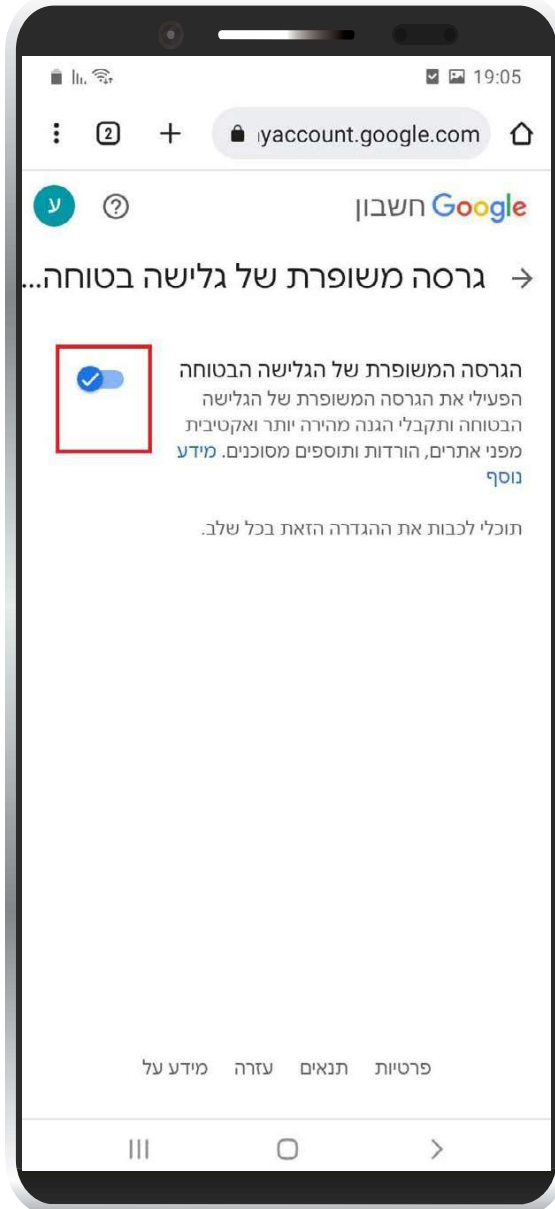 19:05
2
yaccount.google.com
ע
חשבון Google
גרסה משופרת של גלישה בטוחה...
הגרסה המשופרת של הגלישה הבטוחה
הפעילי את הגרסה המשופרת של הגלישה
הבטוחה ותקבלי הגנה מהירה יותר ואקטיבית
מפני אתרים, הורדות ותוספים מסוכנים. מידע
נוסף
תוכלי לכבות את ההגדרה הזאת בכל שלב.
פרטיות תנאים עזרה מידע על